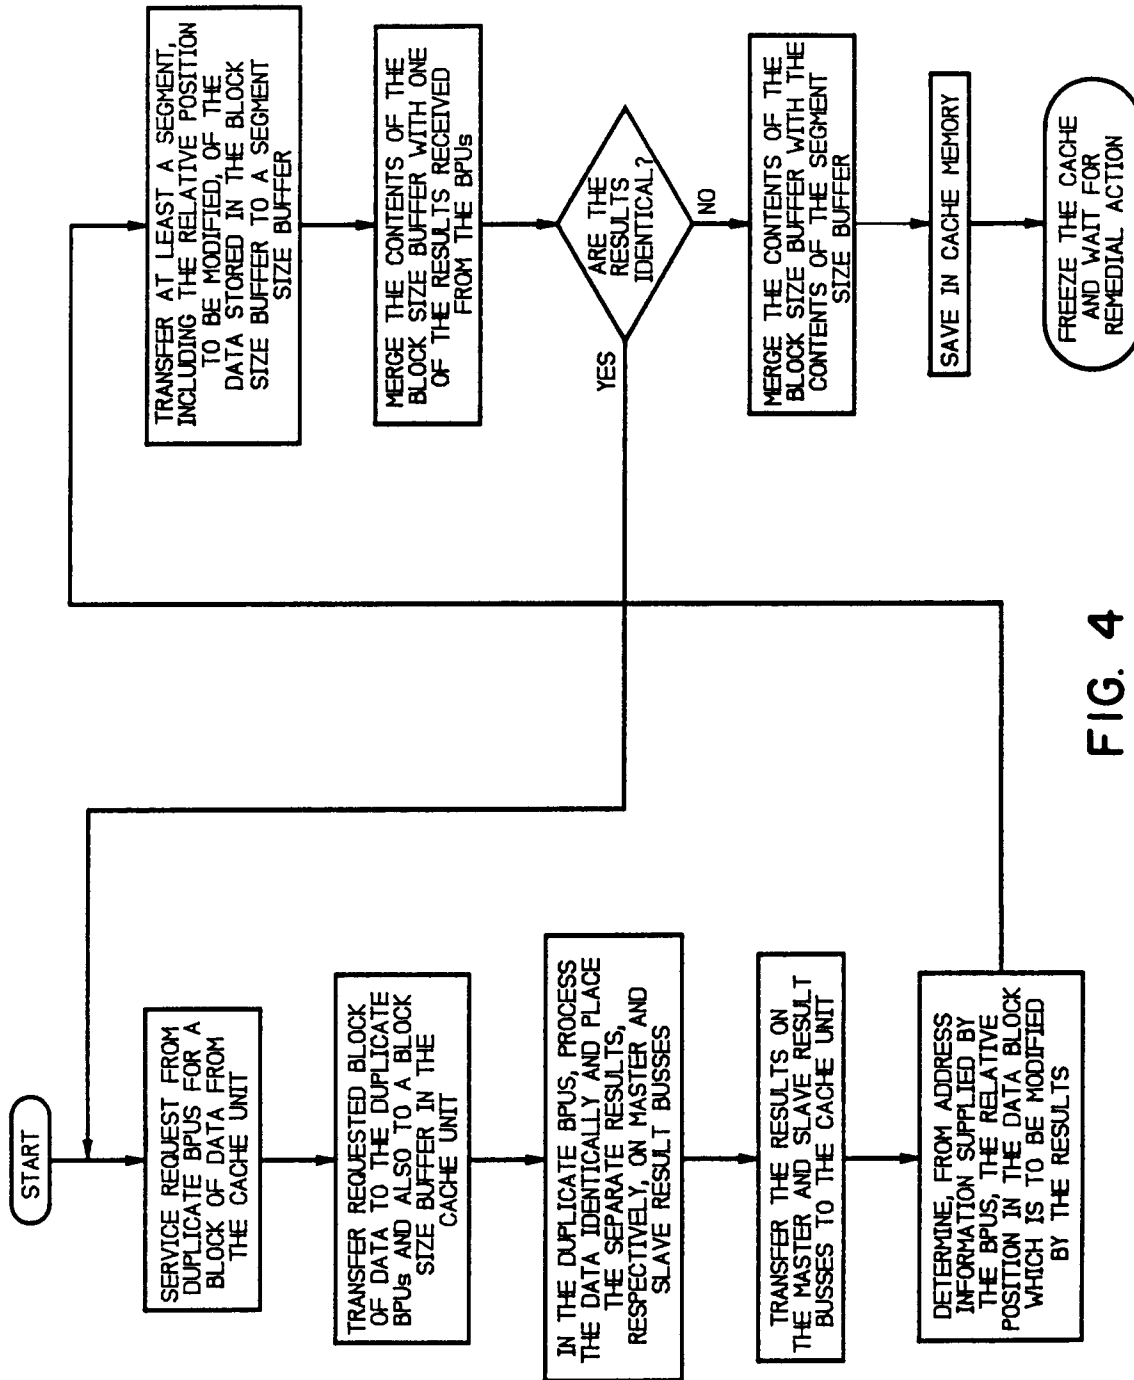 START
SERVICE REQUEST FROM
DUPLICATE BPUS FOR A
BLOCK OF DATA FROM
THE CACHE UNIT
TRANSFER REQUESTED BLOCK
OF DATA TO THE DUPLICATE
BPUs AND ALSO TO A BLOCK
SIZE BUFFER IN THE
CACHE UNIT
IN THE DUPLICATE BPUS, PROCESS
THE DATA IDENTICALLY AND PLACE
THE SEPARATE RESULTS,
RESPECTIVELY, ON MASTER AND
SLAVE RESULT BUSSES
TRANSFER THE RESULTS ON
THE MASTER AND SLAVE RESULT
BUSSES TO THE CACHE UNIT
DETERMINE, FROM ADDRESS
INFORMATION SUPPLIED BY
THE BPUS, THE RELATIVE
POSITION IN THE DATA BLOCK
WHICH IS TO BE MODIFIED
BY THE RESULTS
TRANSFER AT LEAST A SEGMENT,
INCLUDING THE RELATIVE POSITION
TO BE MODIFIED, OF THE
DATA STORED IN THE BLOCK
SIZE BUFFER TO A SEGMENT
SIZE BUFFER
MERGE THE CONTENTS OF THE
BLOCK SIZE BUFFER WITH ONE
OF THE RESULTS RECEIVED
FROM THE BPUs
ARE THE
RESULTS
IDENTICAL?
YES
NO
MERGE THE CONTENTS OF THE
BLOCK SIZE BUFFER WITH THE
CONTENTS OF THE SEGMENT
SIZE BUFFER
SAVE IN CACHE MEMORY
FREEZE THE CACHE
AND WAIT FOR
REMEDIAL ACTION
FIG. 4